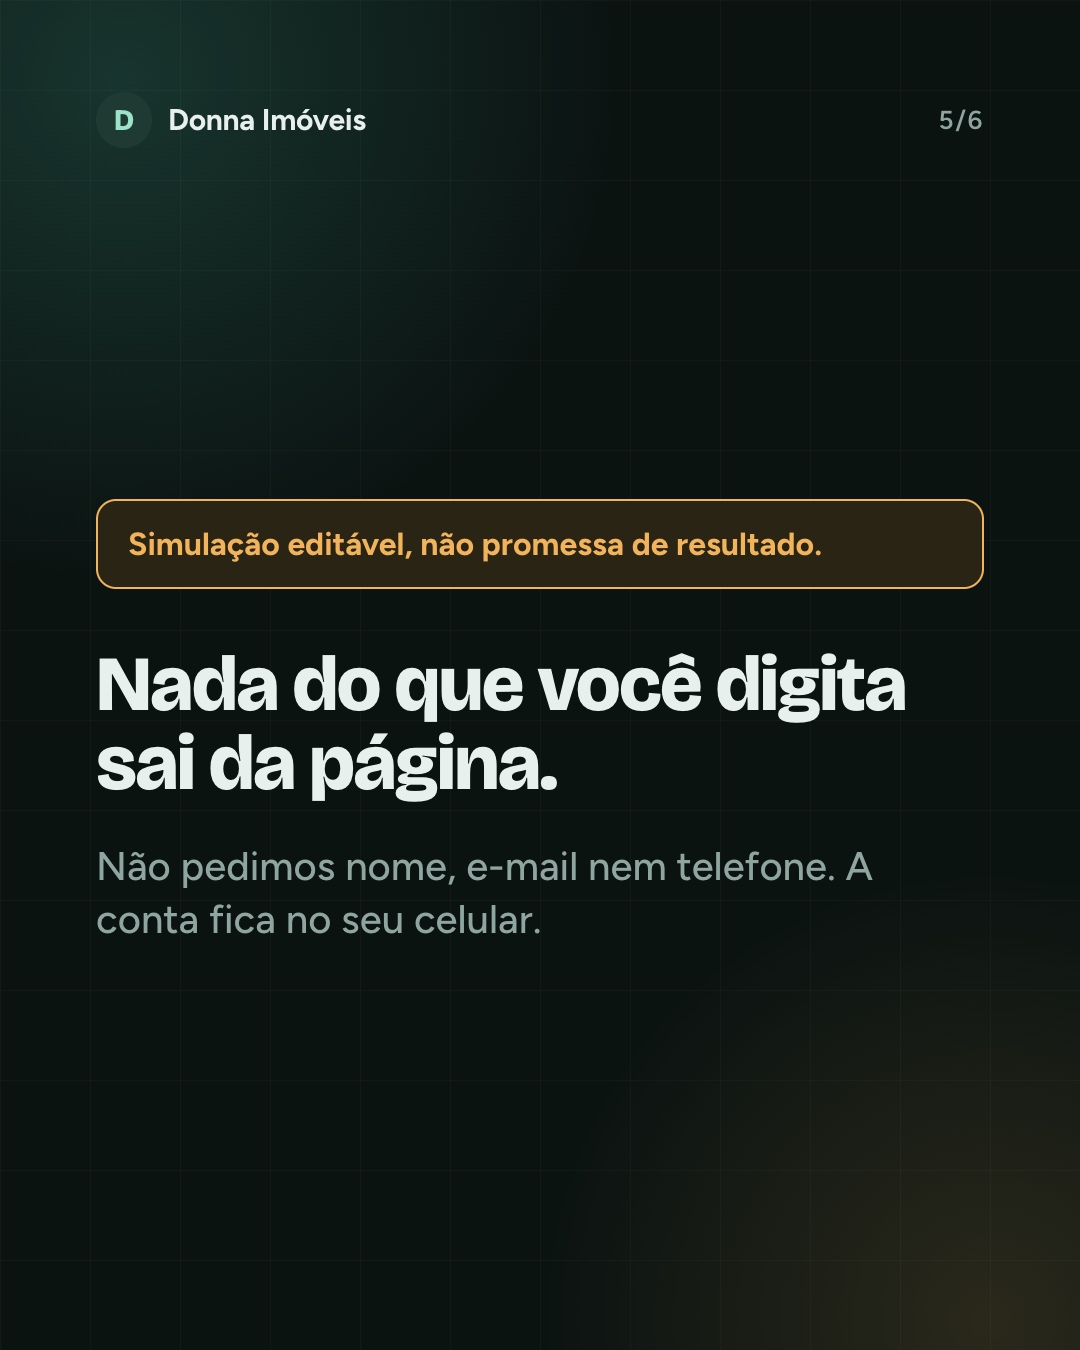 D Donna Imóveis
5/6
Simulação editável, não promessa de resultado.
Nada do que você digita
sai da página.
Não pedimos nome, e-mail nem telefone. A
conta fica no seu celular.